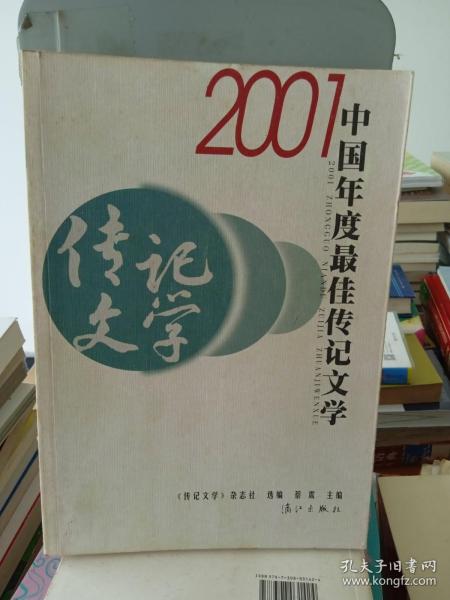 2001
中国年度最佳传记文学
2001 ZHONGGUO NIANDU ZUIJIA ZHUANJIWENXUE
传记
文学
《传记文学》杂志社 选编 蔡震 主编
漓江出版社
孔夫子旧书网
www.kongfz.com